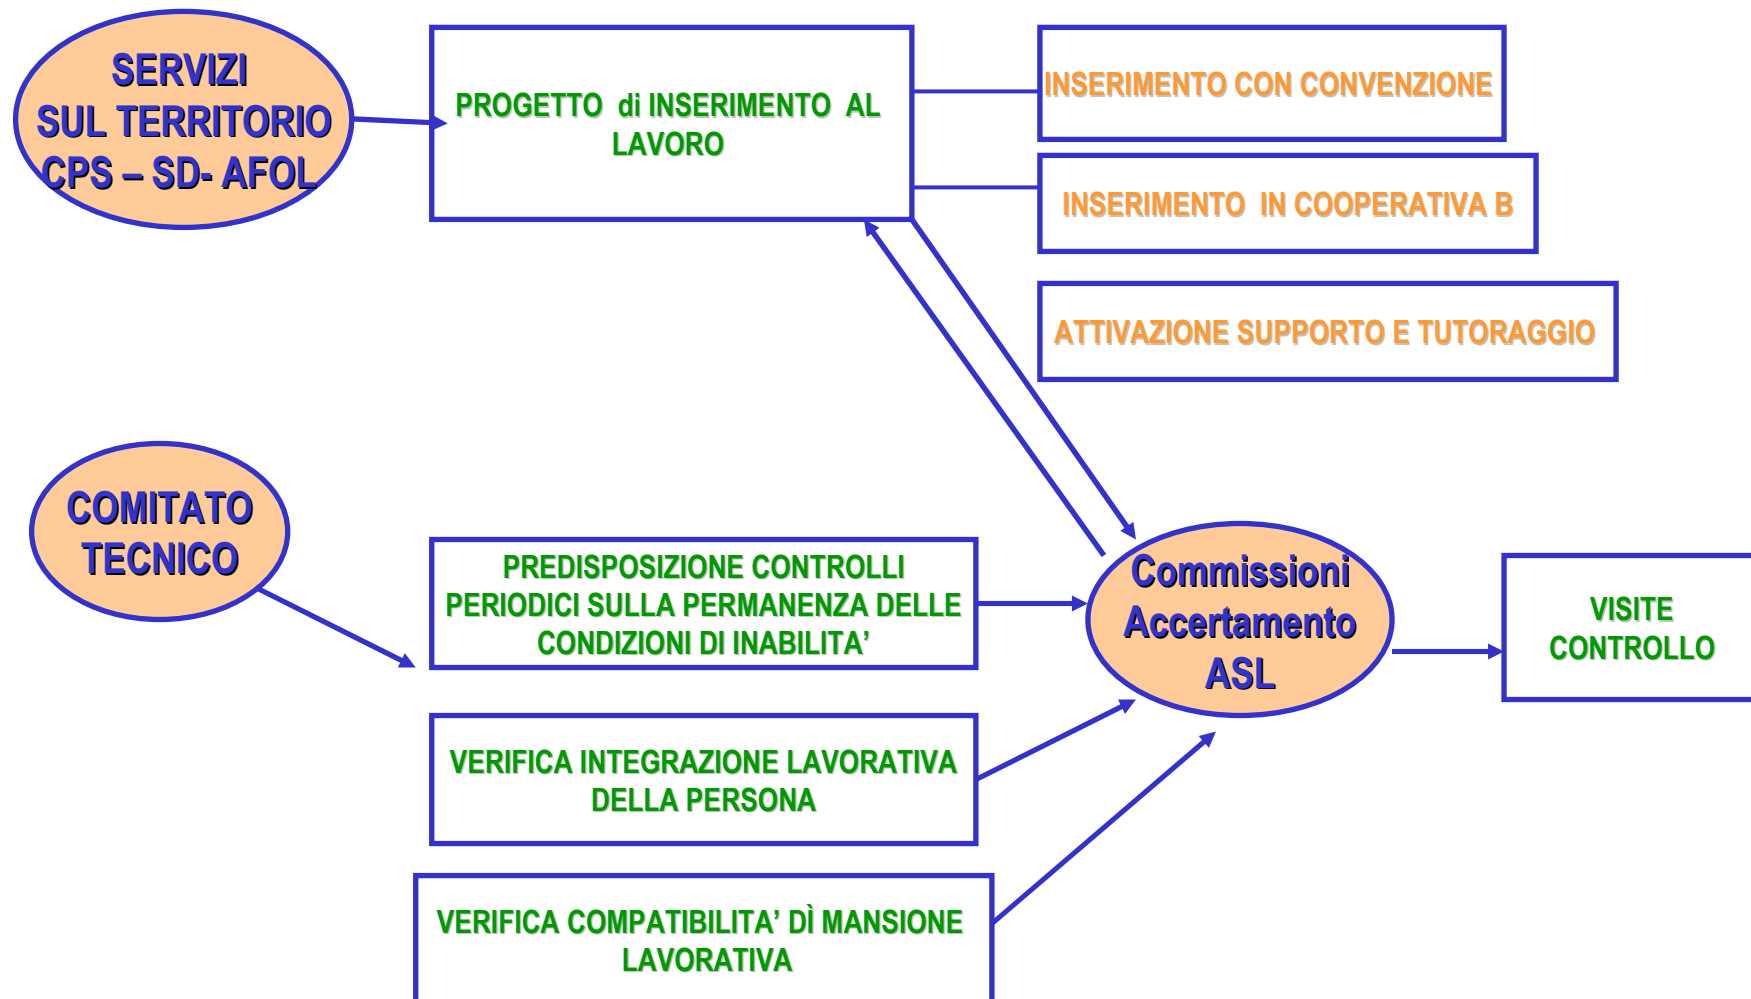 SERVIZI
SUL TERRITORIO
CPS – SD- AFOL
PROGETTO di INSERIMENTO AL
LAVORO
INSERIMENTO CON CONVENZIONE
INSERIMENTO IN COOPERATIVA B
ATTIVAZIONE SUPPORTO E TUTORAGGIO
COMITATO
TECNICO
PREDISPOSIZIONE CONTROLLI
PERIODICI SULLA PERMANENZA DELLE
CONDIZIONI DI INABILITA’
Commissioni
Accertamento
ASL
VISITE
CONTROLLO
VERIFICA INTEGRAZIONE LAVORATIVA
DELLA PERSONA
VERIFICA COMPATIBILITA’ DÌ MANSIONE
LAVORATIVA